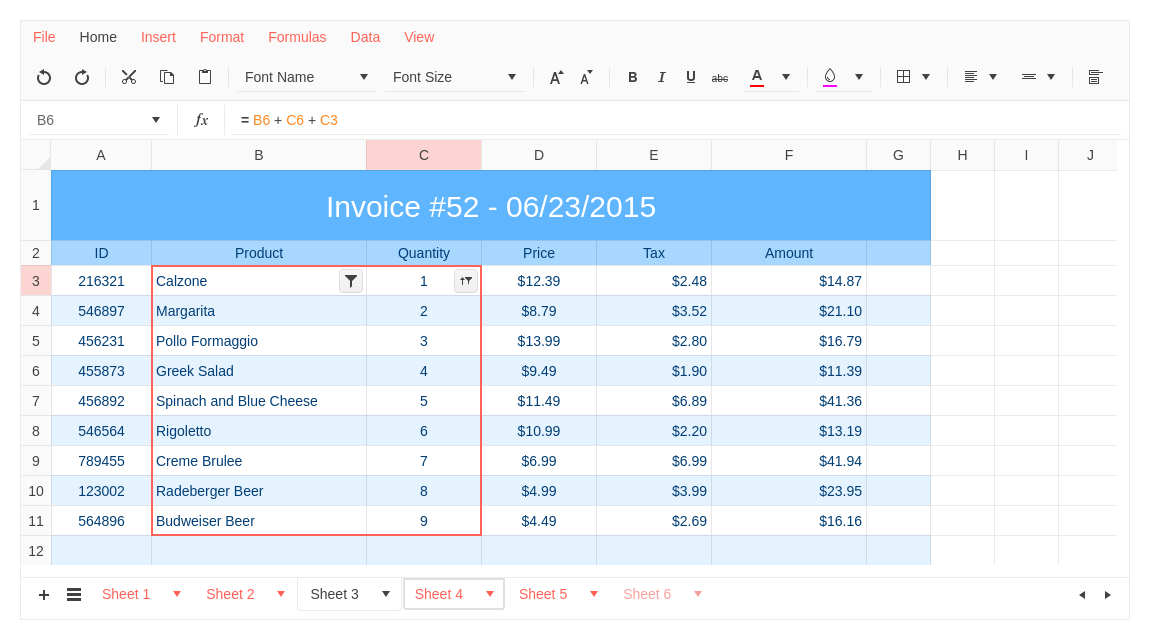 File Home Insert Format Formulas Data View
Font Name Font Size A A B I U abc A
B6 fx = B6 + C6 + C3
A B C D E F G H I J
1 Invoice #52 - 06/23/2015
2 ID Product Quantity Price Tax Amount
3 216321 Calzone 1 $12.39 $2.48 $14.87
4 546897 Margarita 2 $8.79 $3.52 $21.10
5 456231 Pollo Formaggio 3 $13.99 $2.80 $16.79
6 455873 Greek Salad 4 $9.49 $1.90 $11.39
7 456892 Spinach and Blue Cheese 5 $11.49 $6.89 $41.36
8 546564 Rigoletto 6 $10.99 $2.20 $13.19
9 789455 Creme Brulee 7 $6.99 $6.99 $41.94
10 123002 Radeberger Beer 8 $4.99 $3.99 $23.95
11 564896 Budweiser Beer 9 $4.49 $2.69 $16.16
12
Sheet 1 Sheet 2 Sheet 3 Sheet 4 Sheet 5 Sheet 6